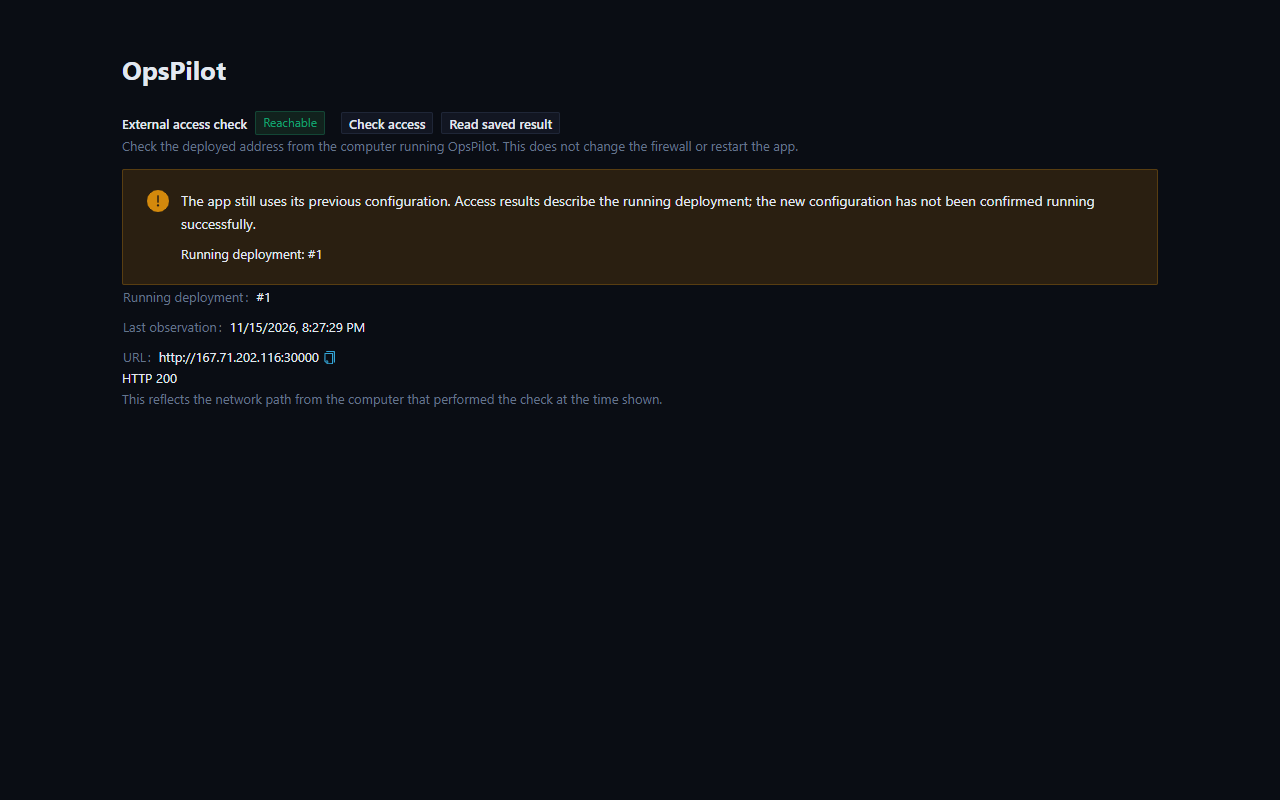 OpsPilot
External access check Reachable Check access Read saved result
Check the deployed address from the computer running OpsPilot. This does not change the firewall or restart the app.
The app still uses its previous configuration. Access results describe the running deployment; the new configuration has not been confirmed running
successfully.
Running deployment: #1
Running deployment: #1
Last observation: 11/15/2026, 8:27:29 PM
URL: http://167.71.202.116:30000
HTTP 200
This reflects the network path from the computer that performed the check at the time shown.